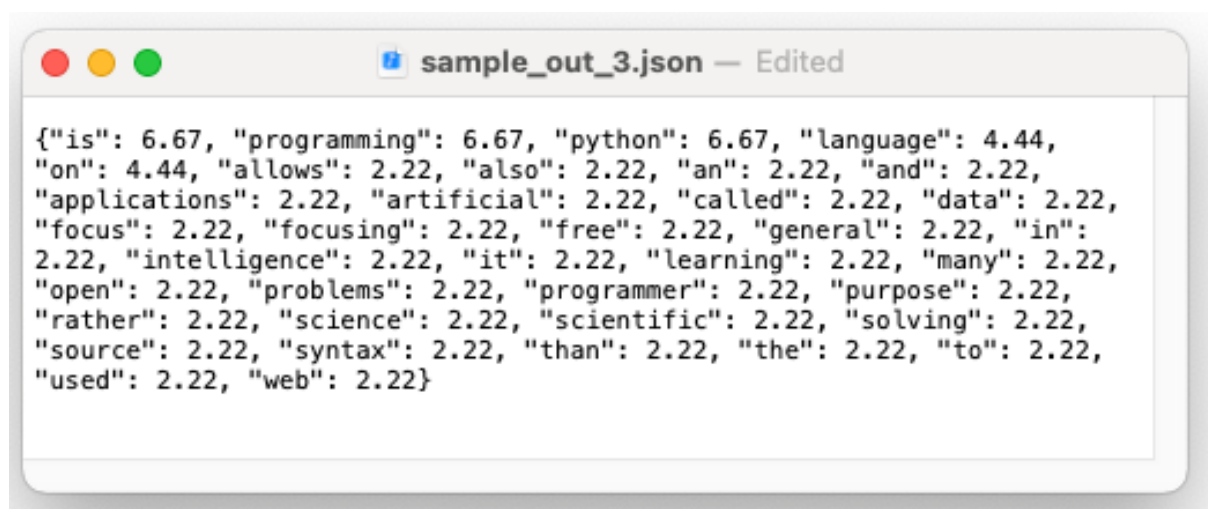 sample_out_3.json — Edited
{"is": 6.67, "programming": 6.67, "python": 6.67, "language": 4.44,
"on": 4.44, "allows": 2.22, "also": 2.22, "an": 2.22, "and": 2.22,
"applications": 2.22, "artificial": 2.22, "called": 2.22, "data": 2.22,
"focus": 2.22, "focusing": 2.22, "free": 2.22, "general": 2.22, "in":
2.22, "intelligence": 2.22, "it": 2.22, "learning": 2.22, "many": 2.22,
"open": 2.22, "problems": 2.22, "programmer": 2.22, "purpose": 2.22,
"rather": 2.22, "science": 2.22, "scientific": 2.22, "solving": 2.22,
"source": 2.22, "syntax": 2.22, "than": 2.22, "the": 2.22, "to": 2.22,
"used": 2.22, "web": 2.22}